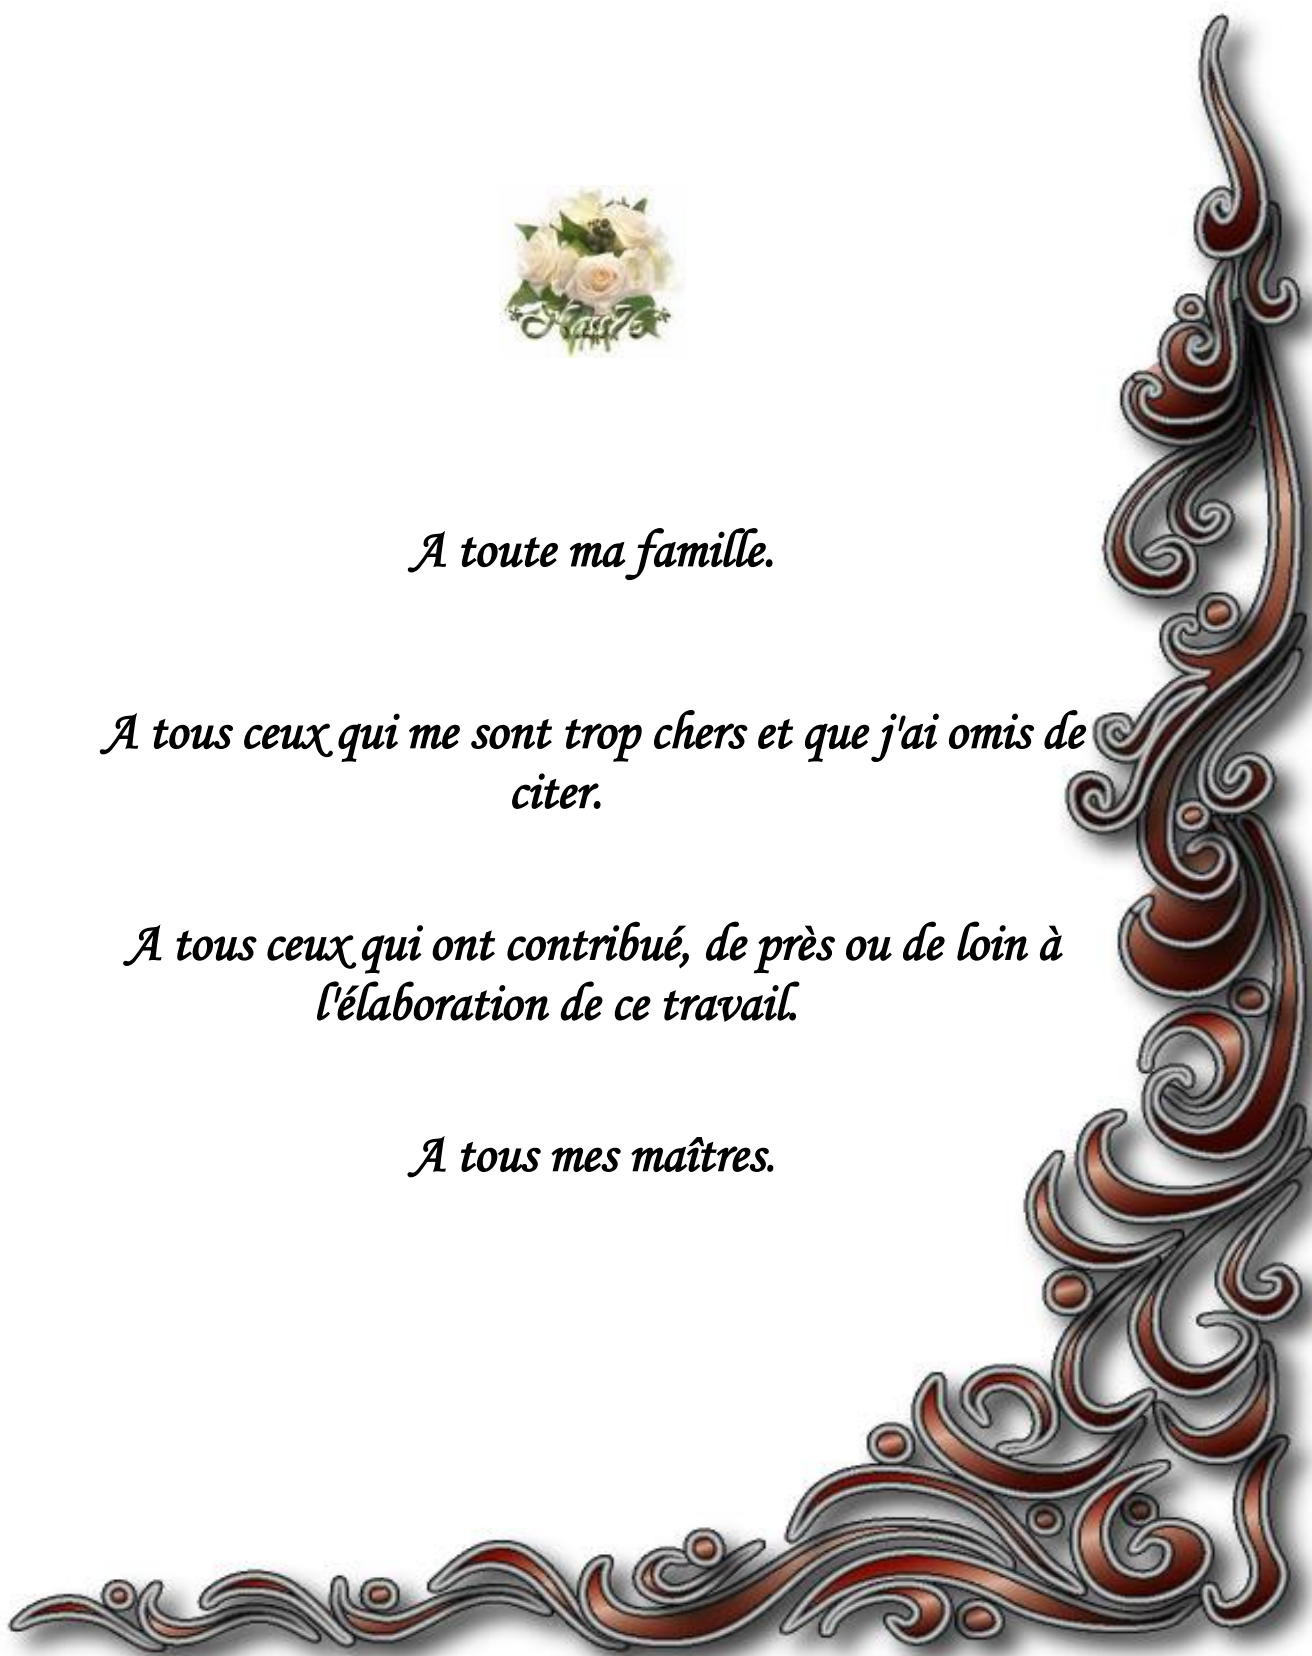 A toute ma famille.
A tous ceux qui me sont trop chers et que j'ai omis de
citer.
A tous ceux qui ont contribué, de près ou de loin à
l'élaboration de ce travail.
A tous mes maîtres.